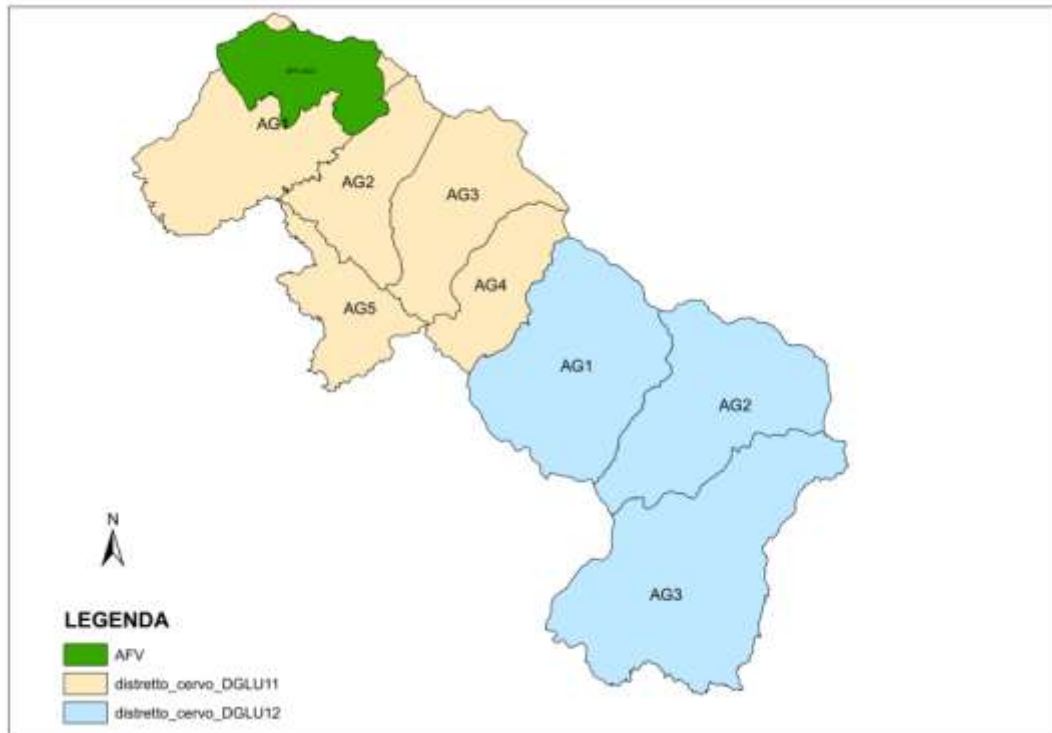 AG1
AG2
AG3
AG4
AG5
AG1
AG2
AG3
N
LEGENDA
AFV
distretto_cervo_DGLU11
distretto_cervo_DGLU12